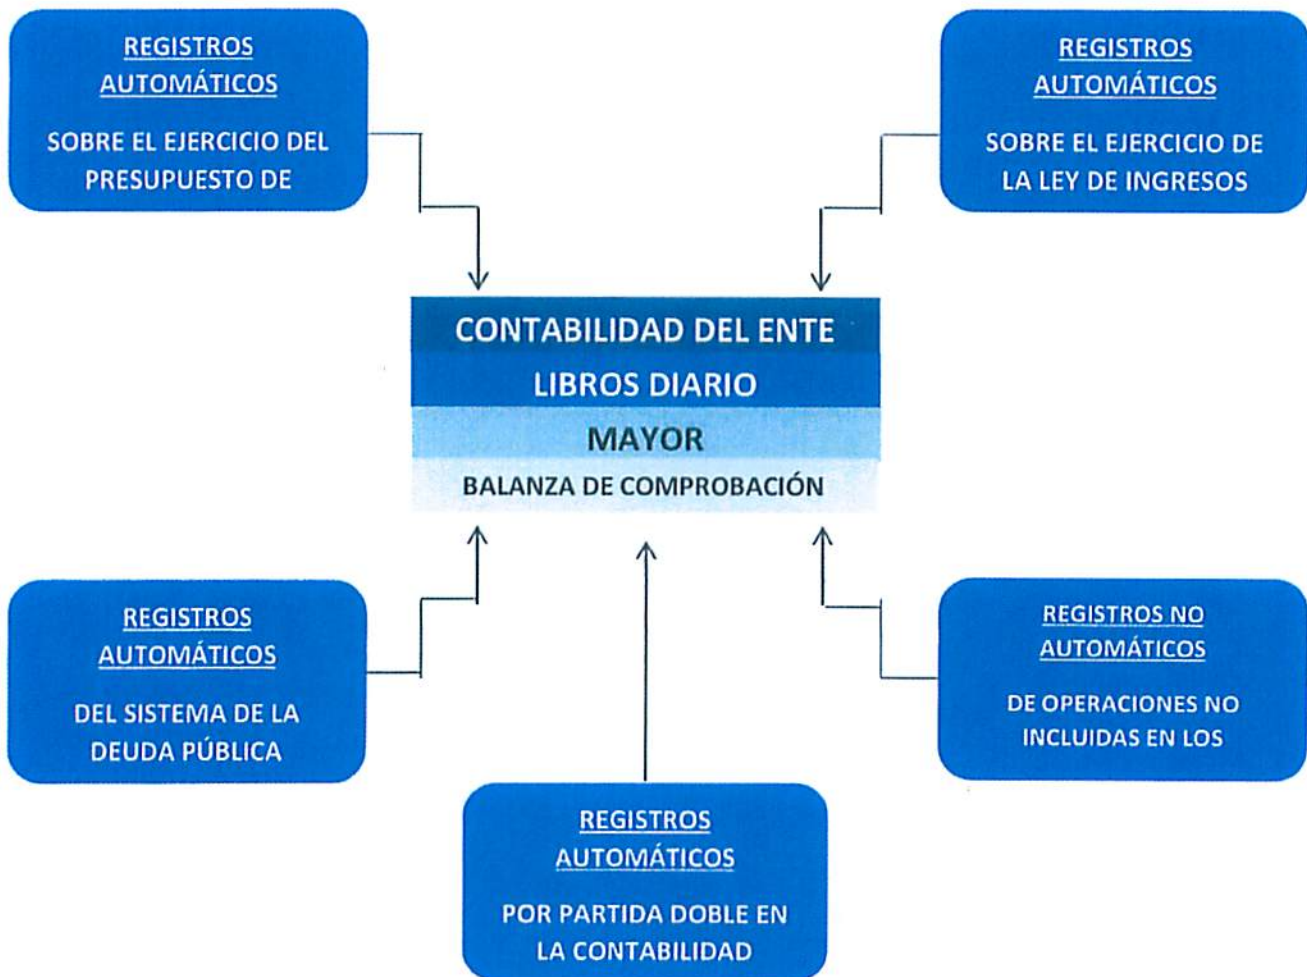 REGISTROS
AUTOMÁTICOS
SOBRE EL EJERCICIO DEL
PRESUPUESTO DE
REGISTROS
AUTOMÁTICOS
SOBRE EL EJERCICIO DE
LA LEY DE INGRESOS
CONTABILIDAD DEL ENTE
LIBROS DIARIO
MAYOR
BALANZA DE COMPROBACIÓN
REGISTROS
AUTOMÁTICOS
DEL SISTEMA DE LA
DEUDA PÚBLICA
REGISTROS NO
AUTOMÁTICOS
DE OPERACIONES NO
INCLUIDAS EN LOS
REGISTROS
AUTOMÁTICOS
POR PARTIDA DOBLE EN
LA CONTABILIDAD